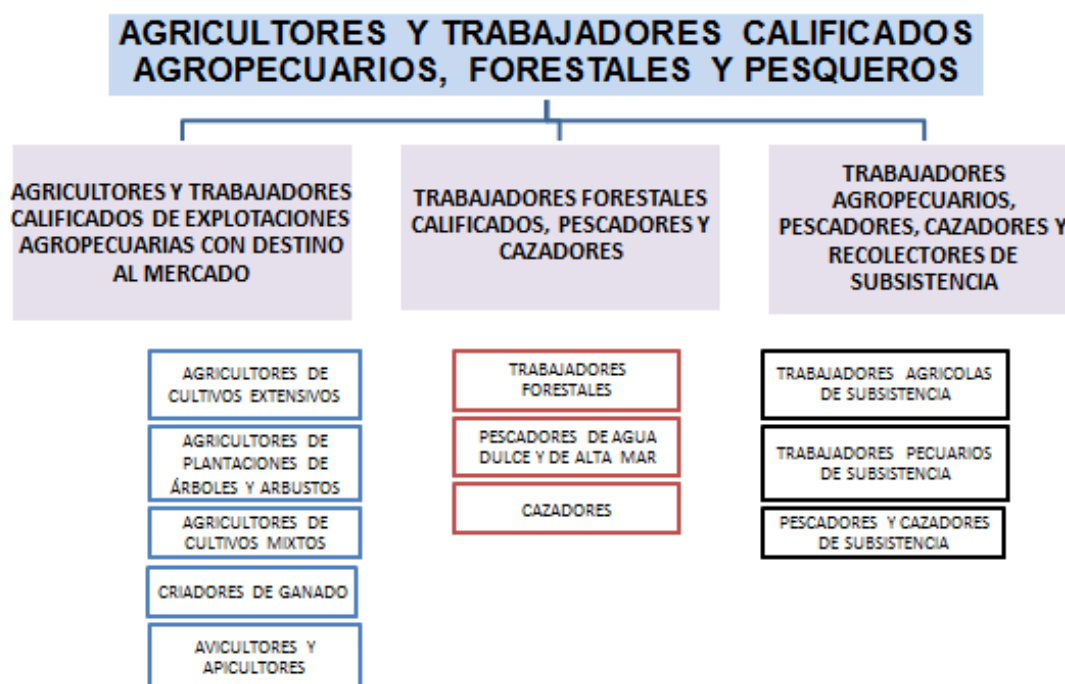 AGRICULTORES Y TRABAJADORES CALIFICADOS
AGROPECUARIOS, FORESTALES Y PESQUEROS
AGRICULTORES Y TRABAJADORES
CALIFICADOS DE EXPLOTACIONES
AGROPECUARIAS CON DESTINO
AL MERCADO
TRABAJADORES FORESTALES
CALIFICADOS, PESCADORES Y
CAZADORES
TRABAJADORES
AGROPECUARIOS,
PESCADORES, CAZADORES Y
RECOLECTORES DE
SUBSISTENCIA
AGRICULTORES DE
CULTIVOS EXTENSIVOS
AGRICULTORES DE
PLANTACIONES DE
ÁRBOLES Y ARBUSTOS
AGRICULTORES DE
CULTIVOS MIXTOS
CRIADORES DE GANADO
AVICULTORES Y
APICULTORES
TRABAJADORES
FORESTALES
PESCADORES DE AGUA
DULCE Y DE ALTA MAR
CAZADORES
TRABAJADORES AGRICOLAS
DE SUBSISTENCIA
TRABAJADORES PECUARIOS
DE SUBSISTENCIA
PESCADORES Y CAZADORES
DE SUBSISTENCIA